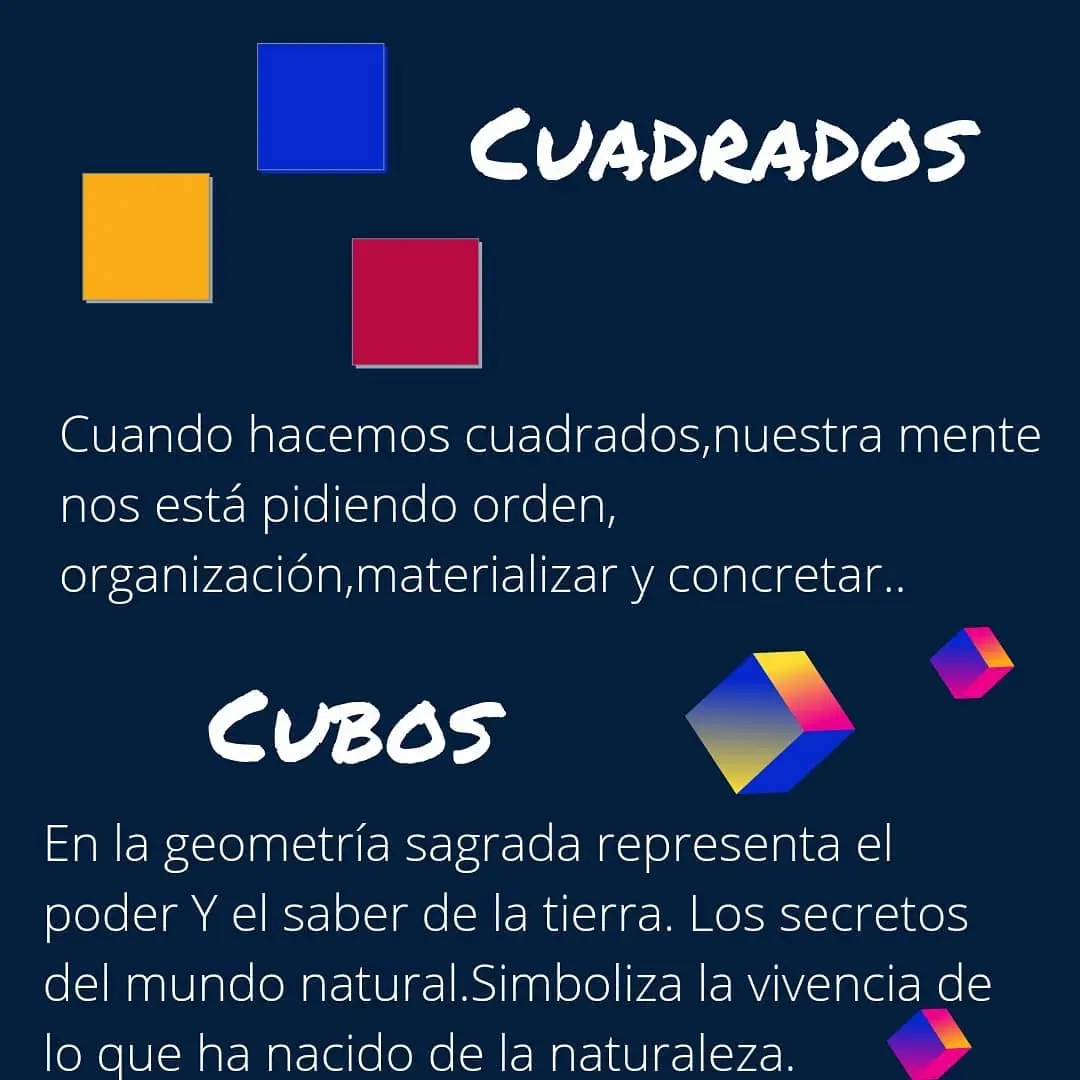 CUADRADOS
Cuando hacemos cuadrados,nuestra mente
nos está pidiendo orden,
organización,materializar y concretar..
CUBOS
En la geometría sagrada representa el
poder Y el saber de la tierra. Los secretos
del mundo natural.Simboliza la vivencia de
lo que ha nacido de la naturaleza.